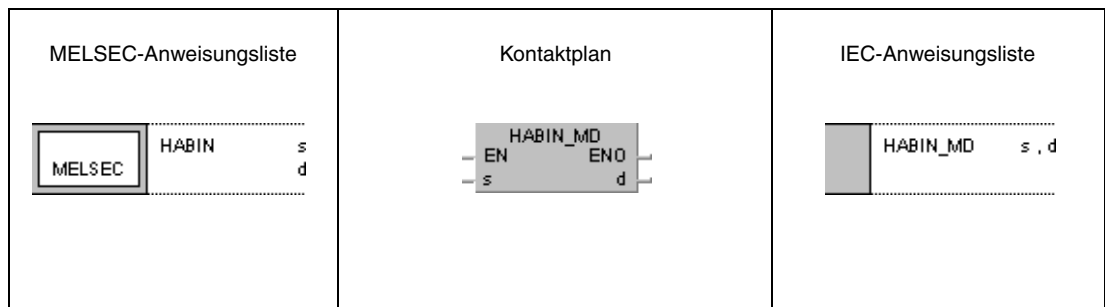 MELSEC-Anweisungsliste
MELSEC
HABIN s
d
Kontaktplan
HABIN_MD
EN ENO
s d
IEC-Anweisungsliste
HABIN_MD s , d